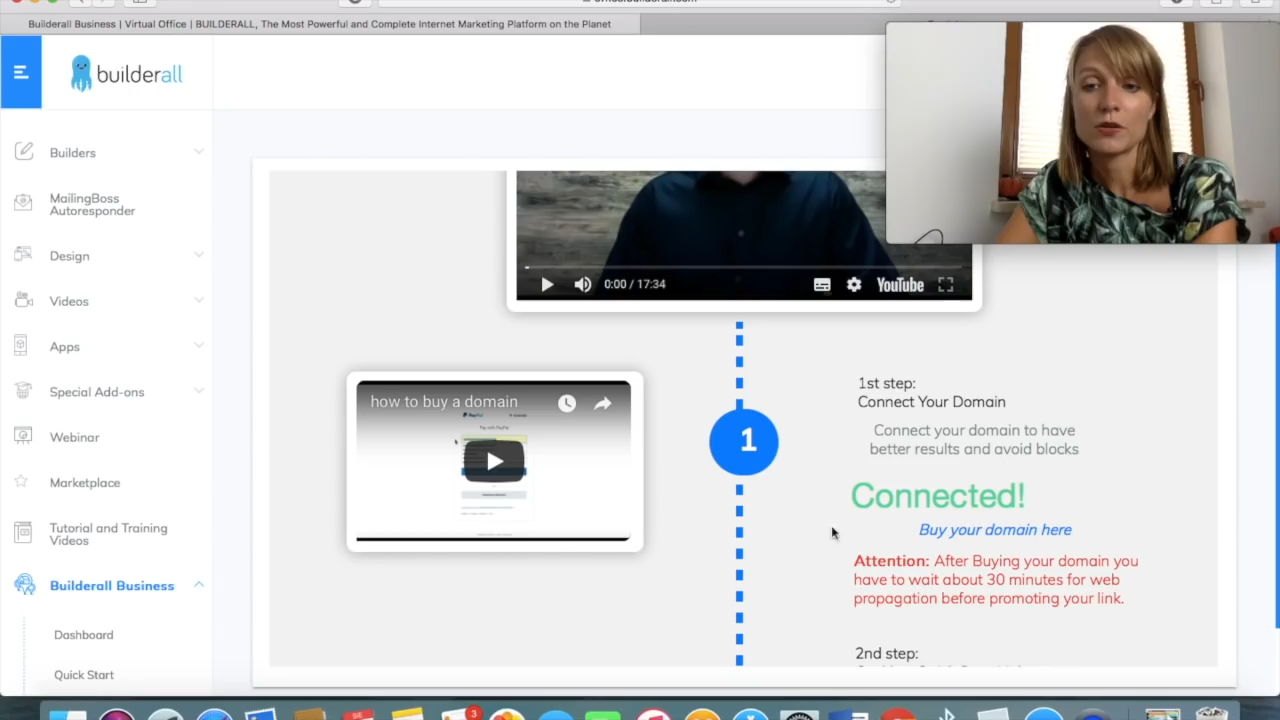 Builderall Business | Virtual Office | BUILDERALL, The Most Powerful and Complete Internet Marketing Platform on the Planet
builderall
Builders
MailingBoss
Autoresponder
Design
Videos
Apps
Special Add-ons
Webinar
Marketplace
Tutorial and Training
Videos
Builderall Business
Dashboard
Quick Start
0:00 / 17:34
YouTube
how to buy a domain
1
1st step:
Connect Your Domain
Connect your domain to have
better results and avoid blocks
Connected!
Buy your domain here
Attention: After Buying your domain you
have to wait about 30 minutes for web
propagation before promoting your link.
2nd step:
3